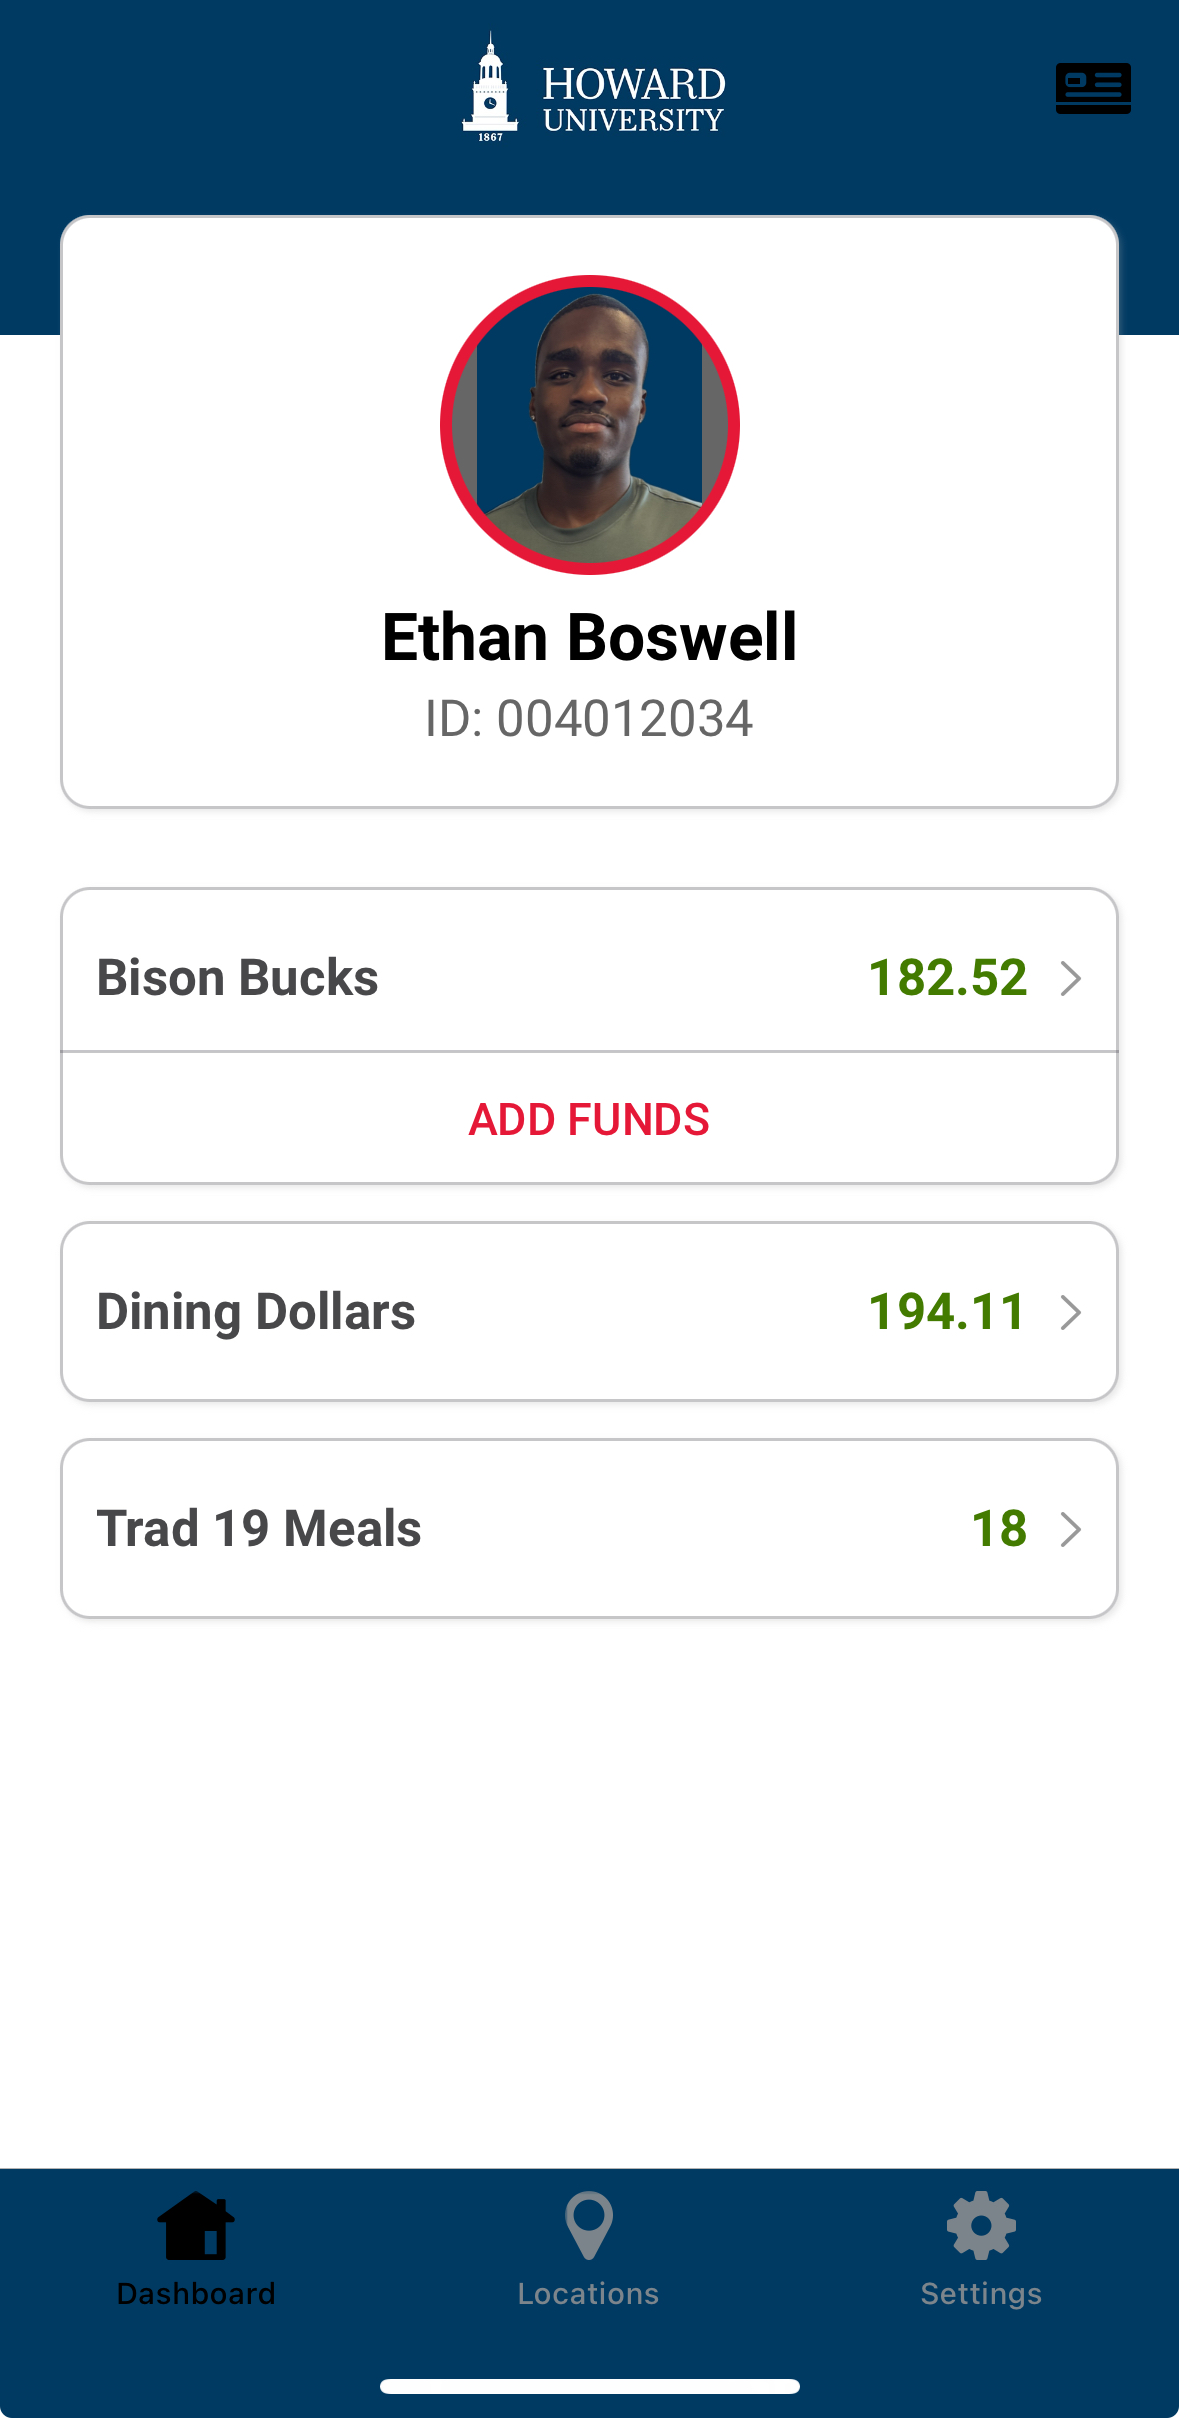 HOWARD
UNIVERSITY
1867
Ethan Boswell
ID: 004012034
Bison Bucks 182.52
ADD FUNDS
Dining Dollars 194.11
Trad 19 Meals 18
Dashboard Locations Settings